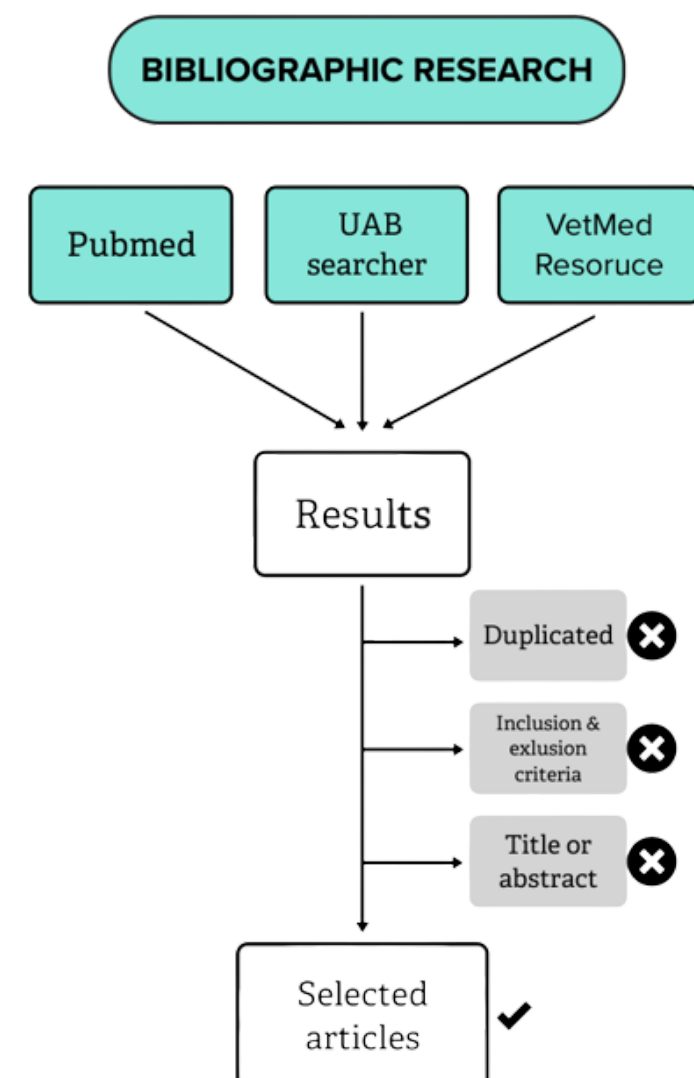 BIBLIOGRAPHIC RESEARCH
Pubmed
UAB
searcher
VetMed
Resoruce
Results
Duplicated
Inclusion &
exlusion
criteria
Title or
abstract
Selected
articles